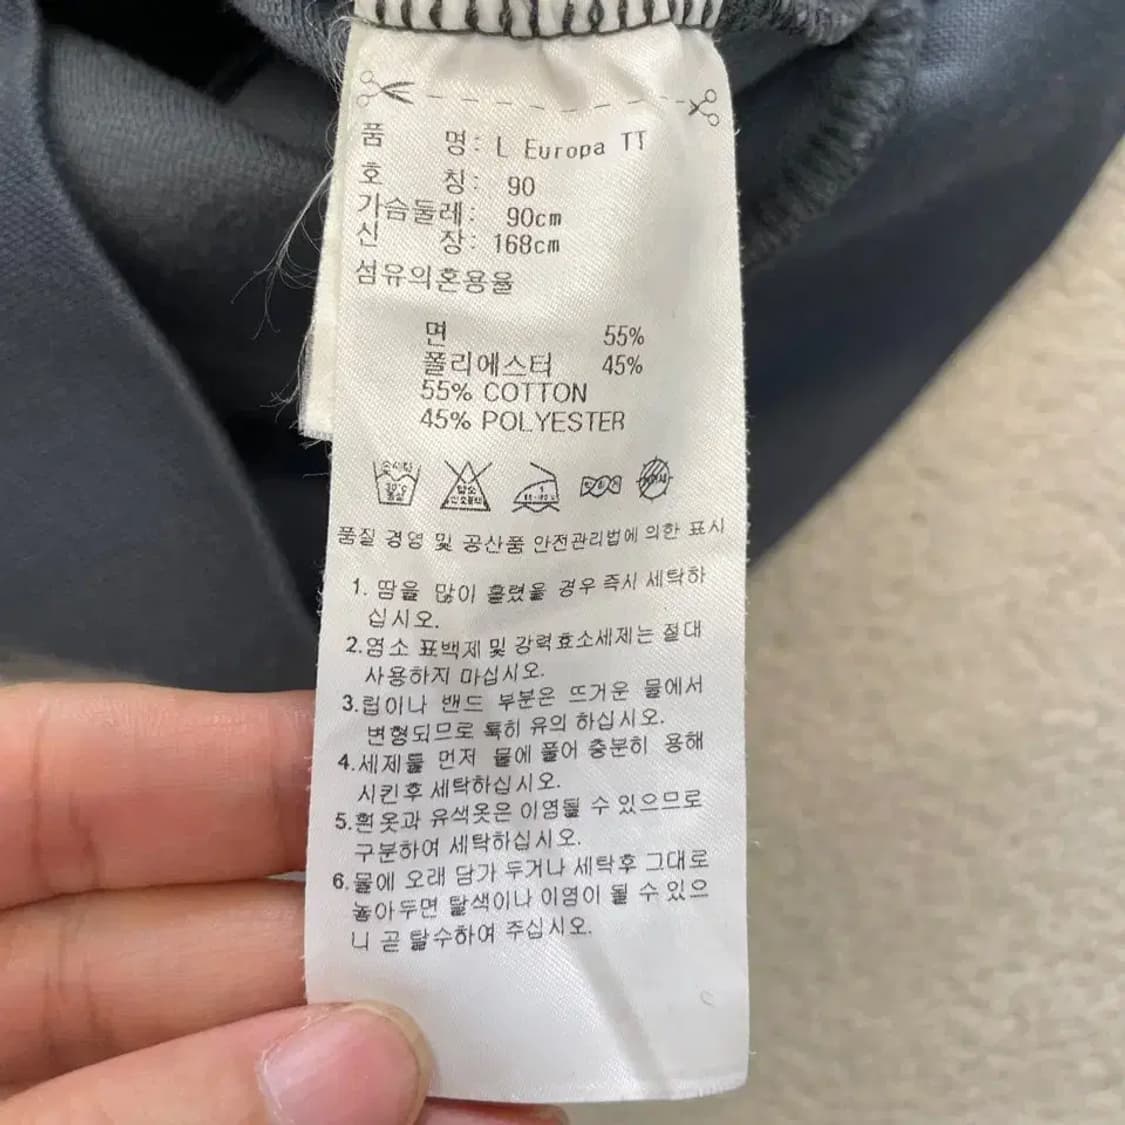 품 명: L Europa TT
호 칭: 90
가슴둘레: 90cm
신 장: 168cm
섬유의혼용율
면 55%
폴리에스터 45%
55% COTTON
45% POLYESTER
염소
품질 경영 및 공산품 안전관리법에 의한 표시
1. 땀을 많이 흘렸을 경우 즉시 세탁하
십시오.
2.염소 표백제 및 강력효소세제는 절대
사용하지 마십시오.
3.립이나 밴드 부분은 뜨거운 물에서
변형되므로 특히 유의 하십시오.
4.세제를 먼저 물에 풀어 충분히 용해
시킨후 세탁하십시오.
5.흰옷과 유색옷은 이염될 수 있으므로
구분하여 세탁하십시오.
6.물에 오래 담가 두거나 세탁후 그대로
놓아두면 탈색이나 이염이 될 수 있으
니 곧 탈수하여 주십시오.